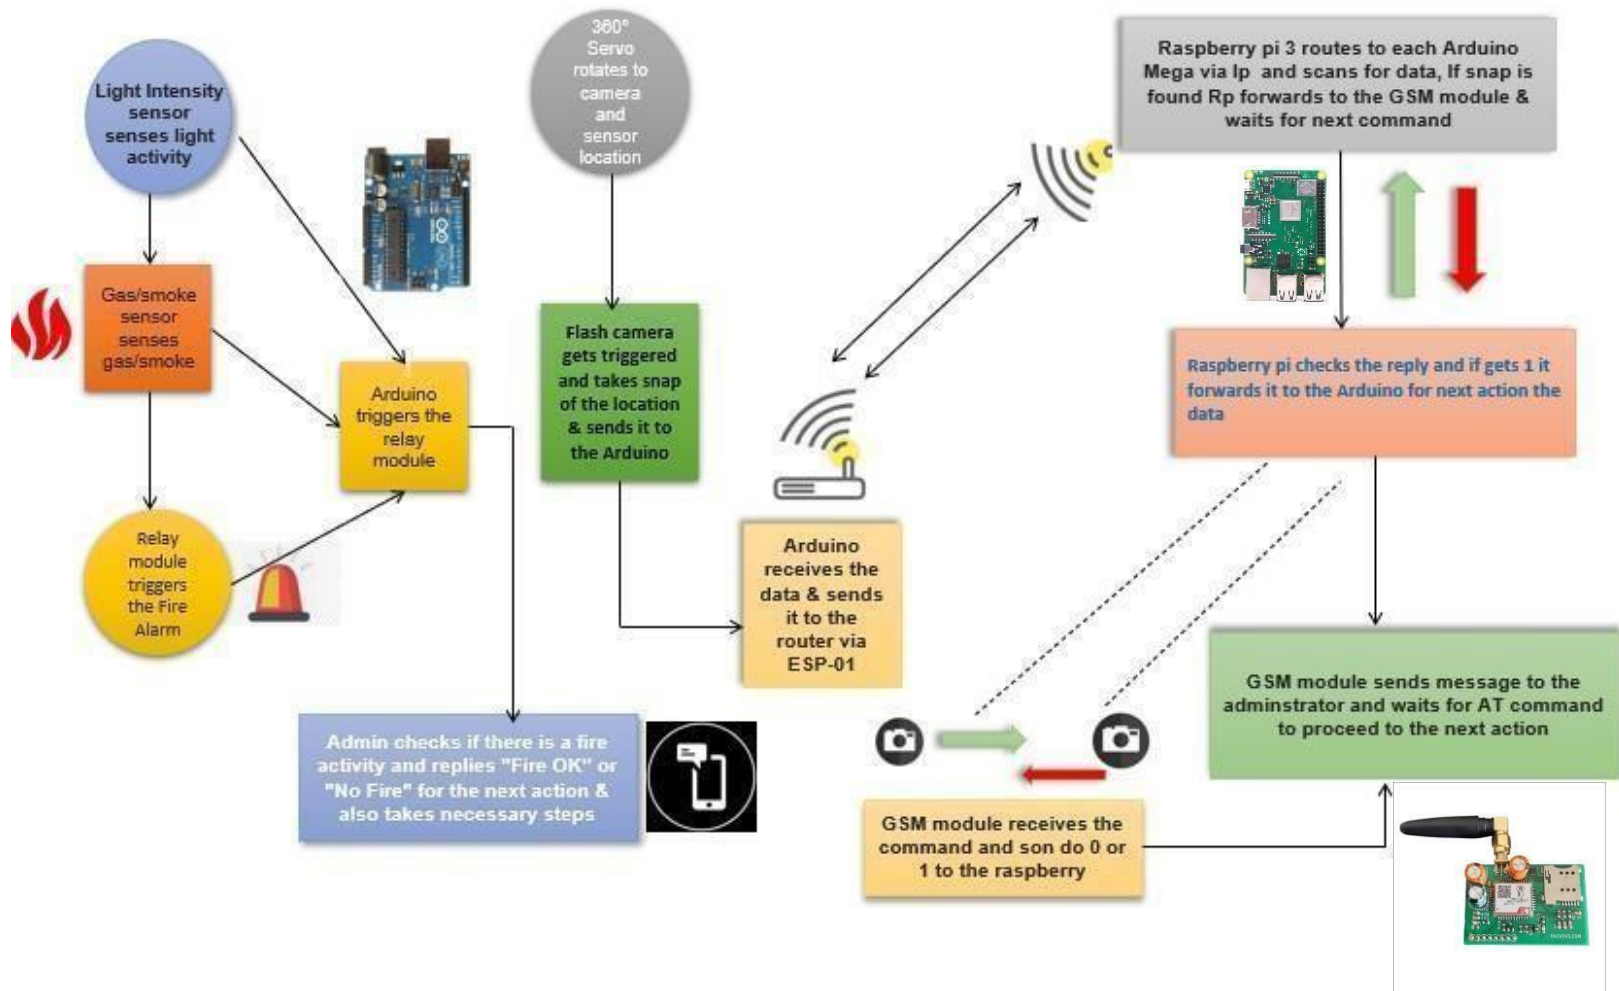 Light Intensity
sensor
senses light
activity
Gas/smoke
sensor
senses
gas/smoke
Relay
module
triggers
the Fire
Alarm
Arduino
triggers the
relay
module
360°
Servo
rotates to
camera
and
sensor
location
Flash camera
gets triggered
and takes snap
of the location
& sends it to
the Arduino
Arduino
receives the
data & sends
it to the
router via
ESP-01
Admin checks if there is a fire
activity and replies "Fire OK" or
"No Fire" for the next action &
also takes necessary steps
Raspberry pi 3 routes to each Arduino
Mega via Ip and scans for data, If snap is
found Rp forwards to the GSM module &
waits for next command
Raspberry pi checks the reply and if gets 1 it
forwards it to the Arduino for next action the
data
GSM module sends message to the
adminstrator and waits for AT command
to proceed to the next action
GSM module receives the
command and son do 0 or
1 to the raspberry